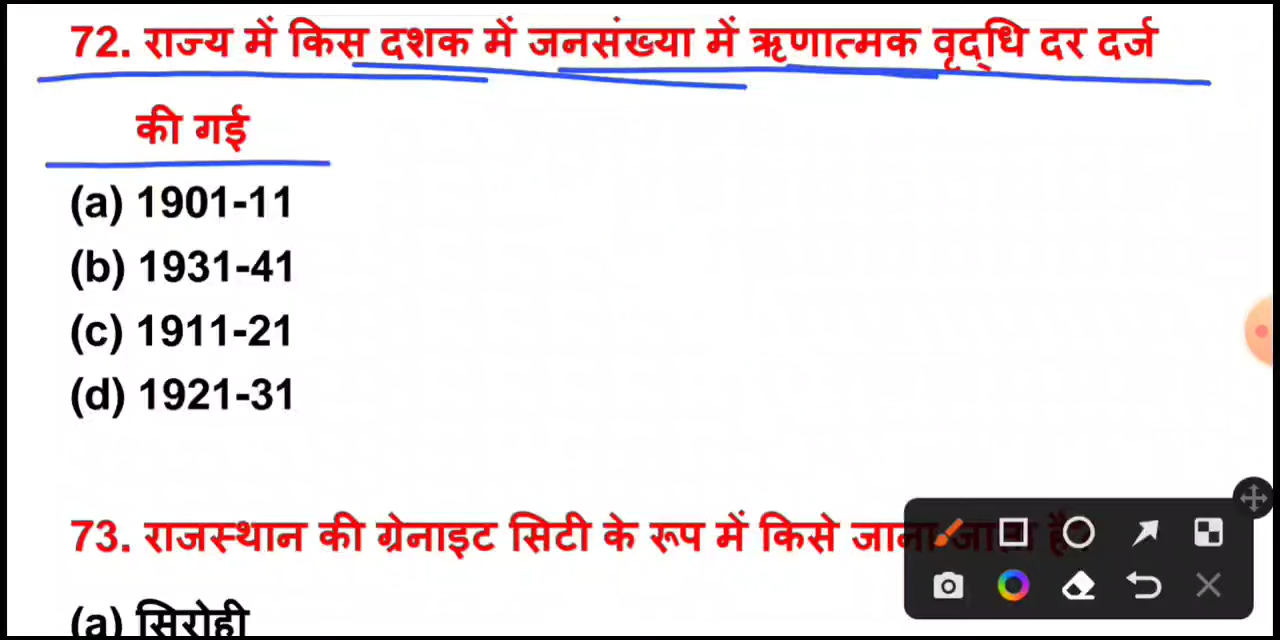 72. राज्य में किस दशक में जनसंख्या में ऋणात्मक वृद्धि दर दर्ज
की गई
(a) 1901-11
(b) 1931-41
(c) 1911-21
(d) 1921-31
73. राजस्थान की ग्रेनाइट सिटी के रूप में किसे जाना जाता है
(a) सिरोही